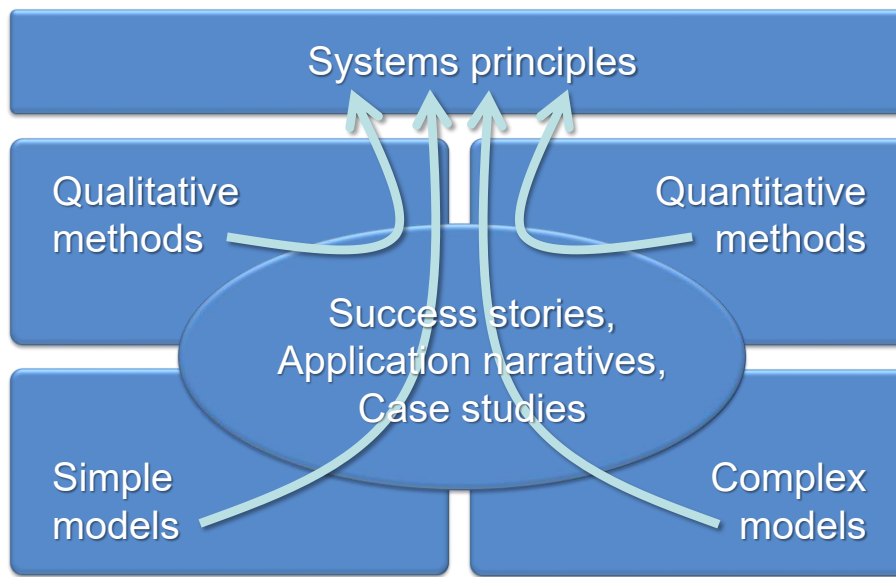 Systems principles
Qualitative
methods
Quantitative
methods
Success stories,
Application narratives,
Case studies
Simple
models
Complex
models